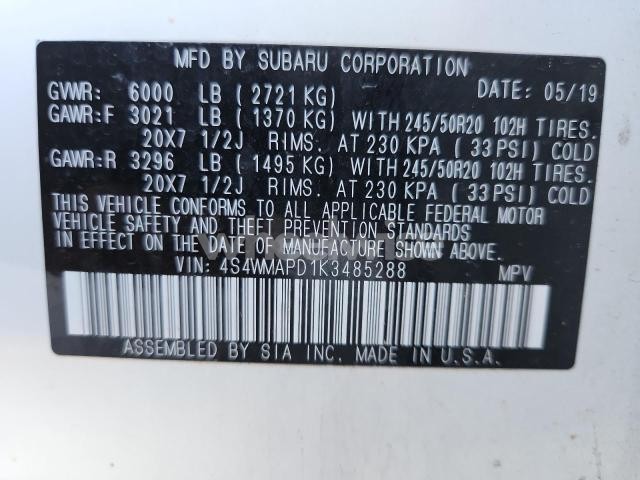 MFD BY SUBARU CORPORATION
GVWR: 6000 LB ( 2721 KG) DATE: 05/19
GAWR:F 3021 LB ( 1370 KG) WITH 245/50R20 102H TIRES.
20X7 1/2J RIMS. AT 230 KPA ( 33 PSI) COLD
GAWR:R 3296 LB ( 1495 KG) WITH 245/50R20 102H TIRES.
20X7 1/2J RIMS. AT 230 KPA ( 33 PSI) COLD
THIS VEHICLE CONFORMS TO ALL APPLICABLE FEDERAL MOTOR
VEHICLE SAFETY AND THEFT PREVENTION STANDARDS
IN EFFECT ON THE DATE OF MANUFACTURE SHOWN ABOVE.
VIN: 4S4WMAPD1K3485288 MPV
ASSEMBLED BY SIA INC. MADE IN U.S.A.